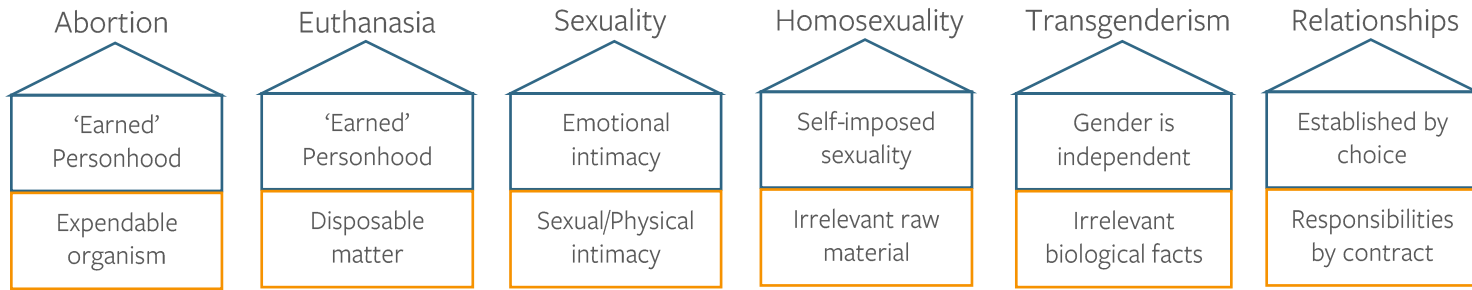 Abortion
Euthanasia
Sexuality
Homosexuality
Transgenderism
Relationships
‘Earned’
Personhood
‘Earned’
Personhood
Emotional
intimacy
Self-imposed
sexuality
Gender is
independent
Established by
choice
Expendable
organism
Disposable
matter
Sexual/Physical
intimacy
Irrelevant raw
material
Irrelevant
biological facts
Responsibilities
by contract